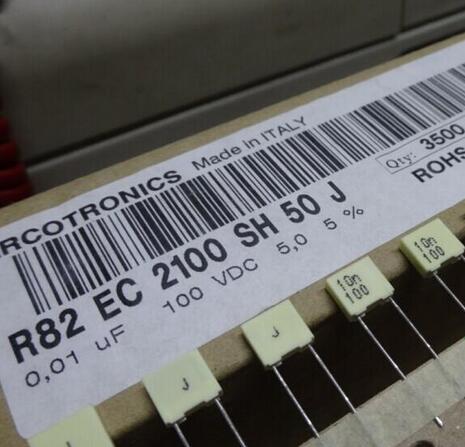 RCOTRONICS Made in ITALY
Qty: 3500
ROHS
R82 EC 2100 SH 50 J
0,01 uF 100 VDC 5,0 5 %
10n
100
10n
100
J
J